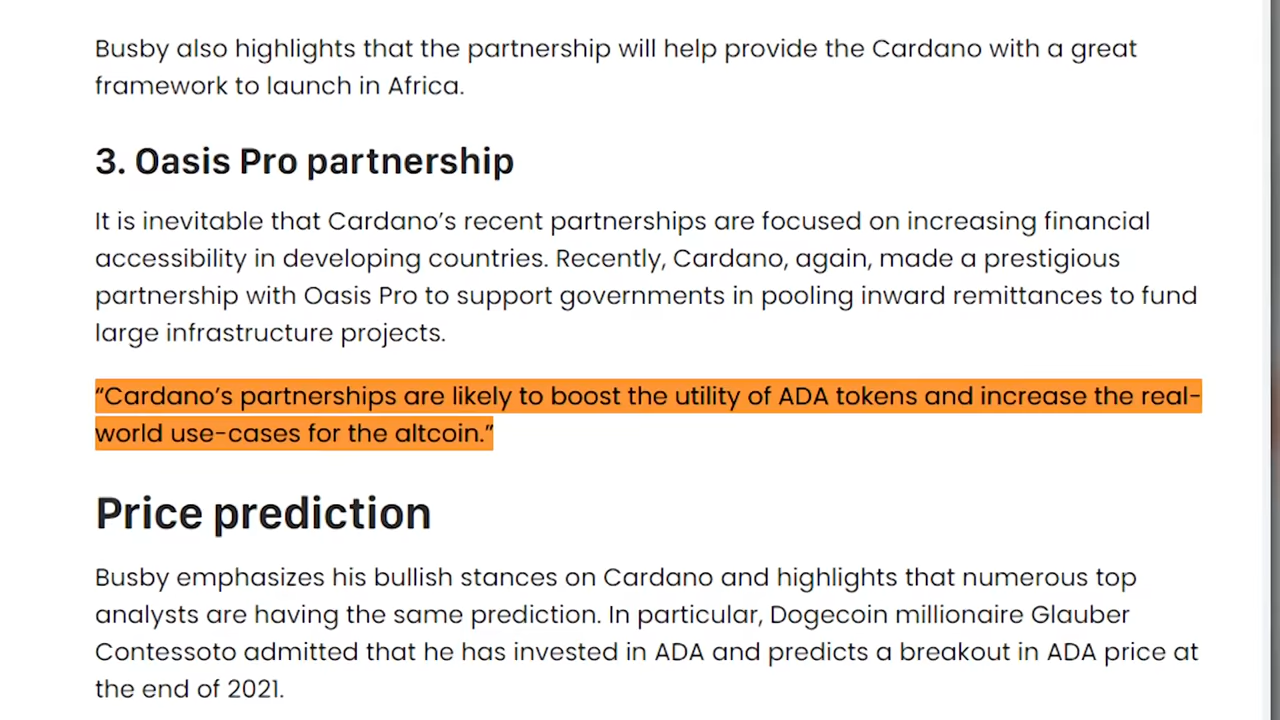 Busby also highlights that the partnership will help provide the Cardano with a great
framework to launch in Africa.
3. Oasis Pro partnership
It is inevitable that Cardano’s recent partnerships are focused on increasing financial
accessibility in developing countries. Recently, Cardano, again, made a prestigious
partnership with Oasis Pro to support governments in pooling inward remittances to fund
large infrastructure projects.
“Cardano’s partnerships are likely to boost the utility of ADA tokens and increase the real-
world use-cases for the altcoin.”
Price prediction
Busby emphasizes his bullish stances on Cardano and highlights that numerous top
analysts are having the same prediction. In particular, Dogecoin millionaire Glauber
Contessoto admitted that he has invested in ADA and predicts a breakout in ADA price at
the end of 2021.